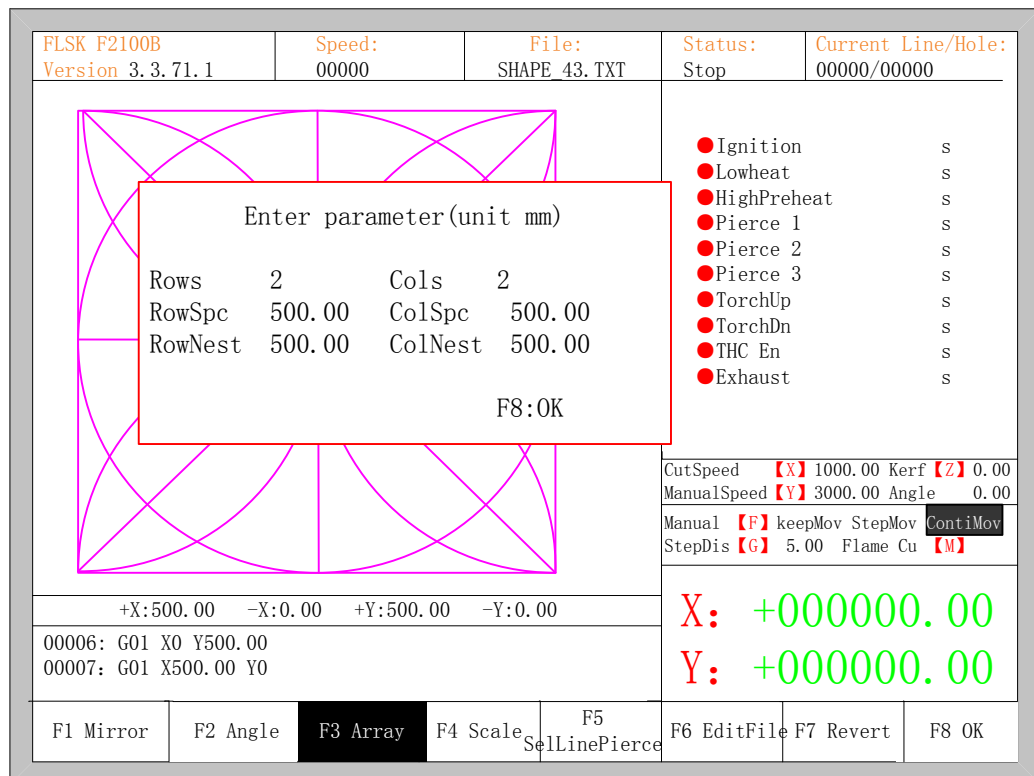 FLSK F2100B
Version 3.3.71.1
Speed:
00000
File:
SHAPE_43.TXT
Status:
Stop
Current Line/Hole:
00000/00000
Enter parameter(unit mm)
Rows 2 Cols 2
RowSpc 500.00 ColSpc 500.00
RowNest 500.00 ColNest 500.00
F8:OK
Ignition s
Lowheat s
HighPreheat s
Pierce 1 s
Pierce 2 s
Pierce 3 s
TorchUp s
TorchDn s
THC En s
Exhaust s
CutSpeed 【X】 1000.00 Kerf 【Z】 0.00
ManualSpeed 【Y】 3000.00 Angle 0.00
Manual 【F】 keepMov StepMov ContiMov
StepDis 【G】 5.00 Flame Cu 【M】
+X:500.00 -X:0.00 +Y:500.00 -Y:0.00
00006: G01 X0 Y500.00
00007: G01 X500.00 Y0
X: +000000.00
Y: +000000.00
F1 Mirror
F2 Angle
F3 Array
F4 Scale
F5
SelLinePierce
F6 EditFile
F7 Revert
F8 OK